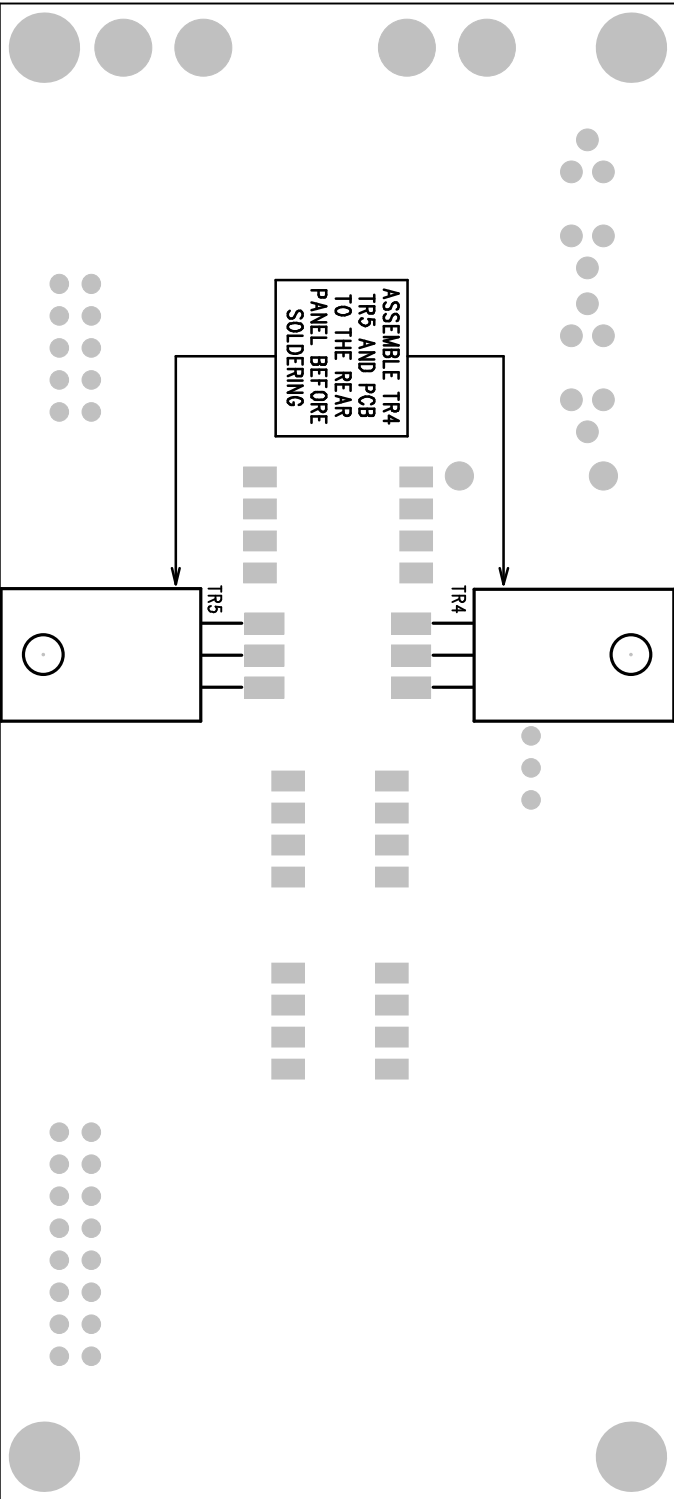 ASSEMBLE TR4
TR5 AND PCB
TO THE REAR
PANEL BEFORE
SOLDERING
TR4
TR5